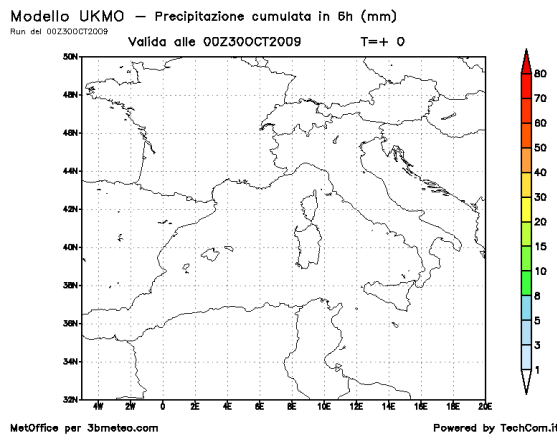 Modello UKMO — Precipitazione cumulata in 6h (mm)
Run del 00Z30OCT2009
Valida alle 00Z30OCT2009 T=+ 0
50N
48N
46N
44N
42N
40N
38N
36N
34N
32N
4W 2W 0 2E 4E 6E 8E 10E 12E 14E 16E 18E 20E
80
70
60
50
40
30
20
15
10
8
5
3
1
MetOffice per 3bmeteo.com Powered by TechCom.it